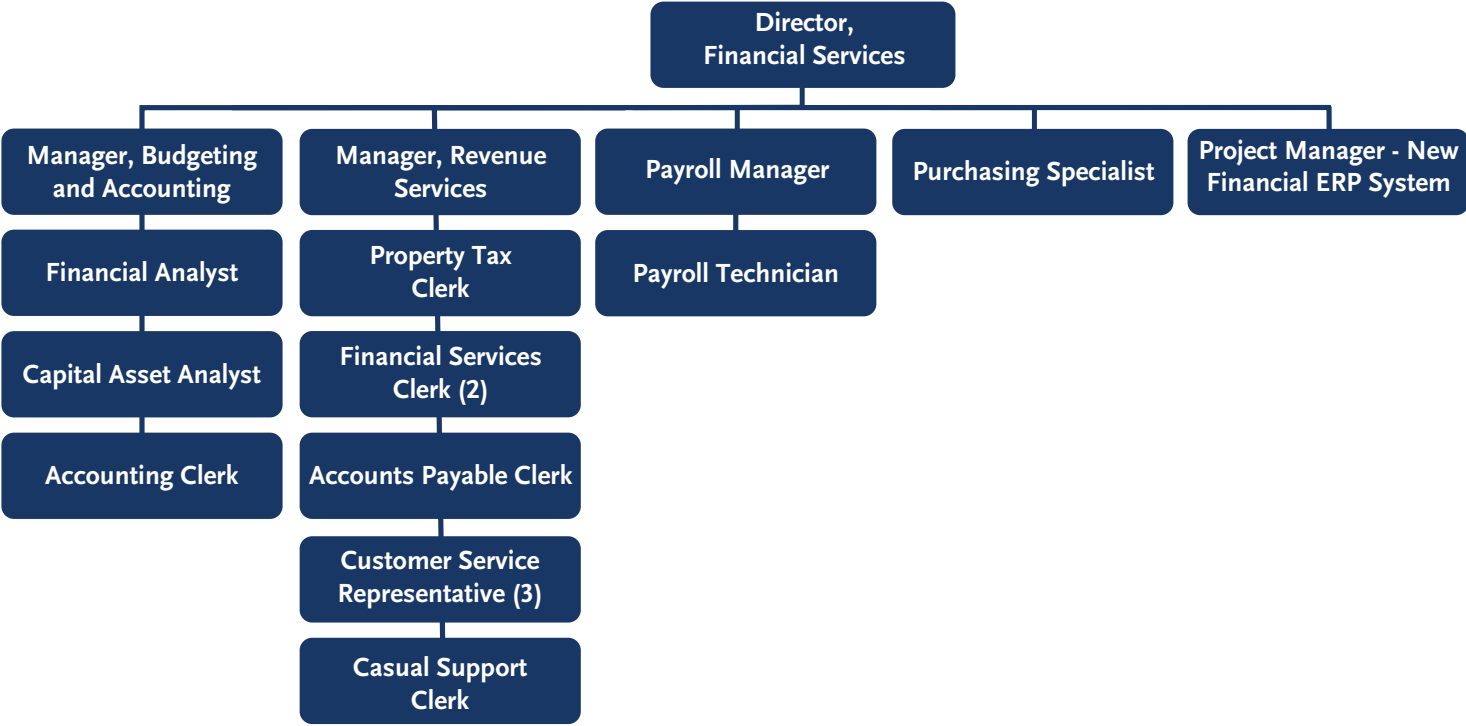 Director,
Financial Services
Manager, Budgeting
and Accounting
Financial Analyst
Capital Asset Analyst
Accounting Clerk
Manager, Revenue
Services
Property Tax
Clerk
Financial Services
Clerk (2)
Accounts Payable Clerk
Customer Service
Representative (3)
Casual Support
Clerk
Payroll Manager
Payroll Technician
Purchasing Specialist
Project Manager - New
Financial ERP System